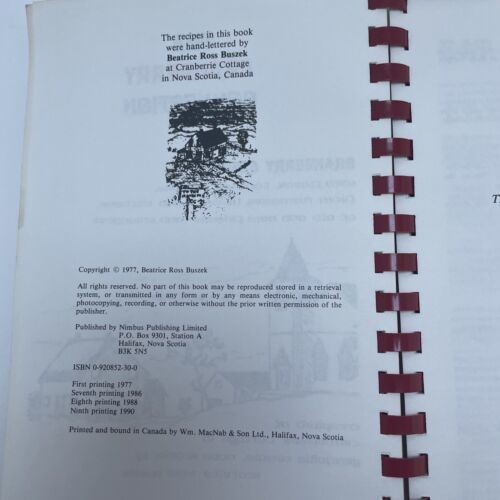 The recipes in this book
were hand-lettered by
Beatrice Ross Buszek
at Cranberrie Cottage
in Nova Scotia, Canada
Copyright © 1977, Beatrice Ross Buszek
All rights reserved. No part of this book may be reproduced stored in a retrieval
system, or transmitted in any form or by any means electronic, mechanical,
photocopying, recording, or otherwise without the prior written permission of the
publisher.
Published by Nimbus Publishing Limited
P.O. Box 9301, Station A
Halifax, Nova Scotia
B3K 5N5
ISBN 0-920852-30-0
First printing 1977
Seventh printing 1986
Eighth printing 1988
Ninth printing 1990
Printed and bound in Canada by Wm. MacNab & Son Ltd., Halifax, Nova Scotia